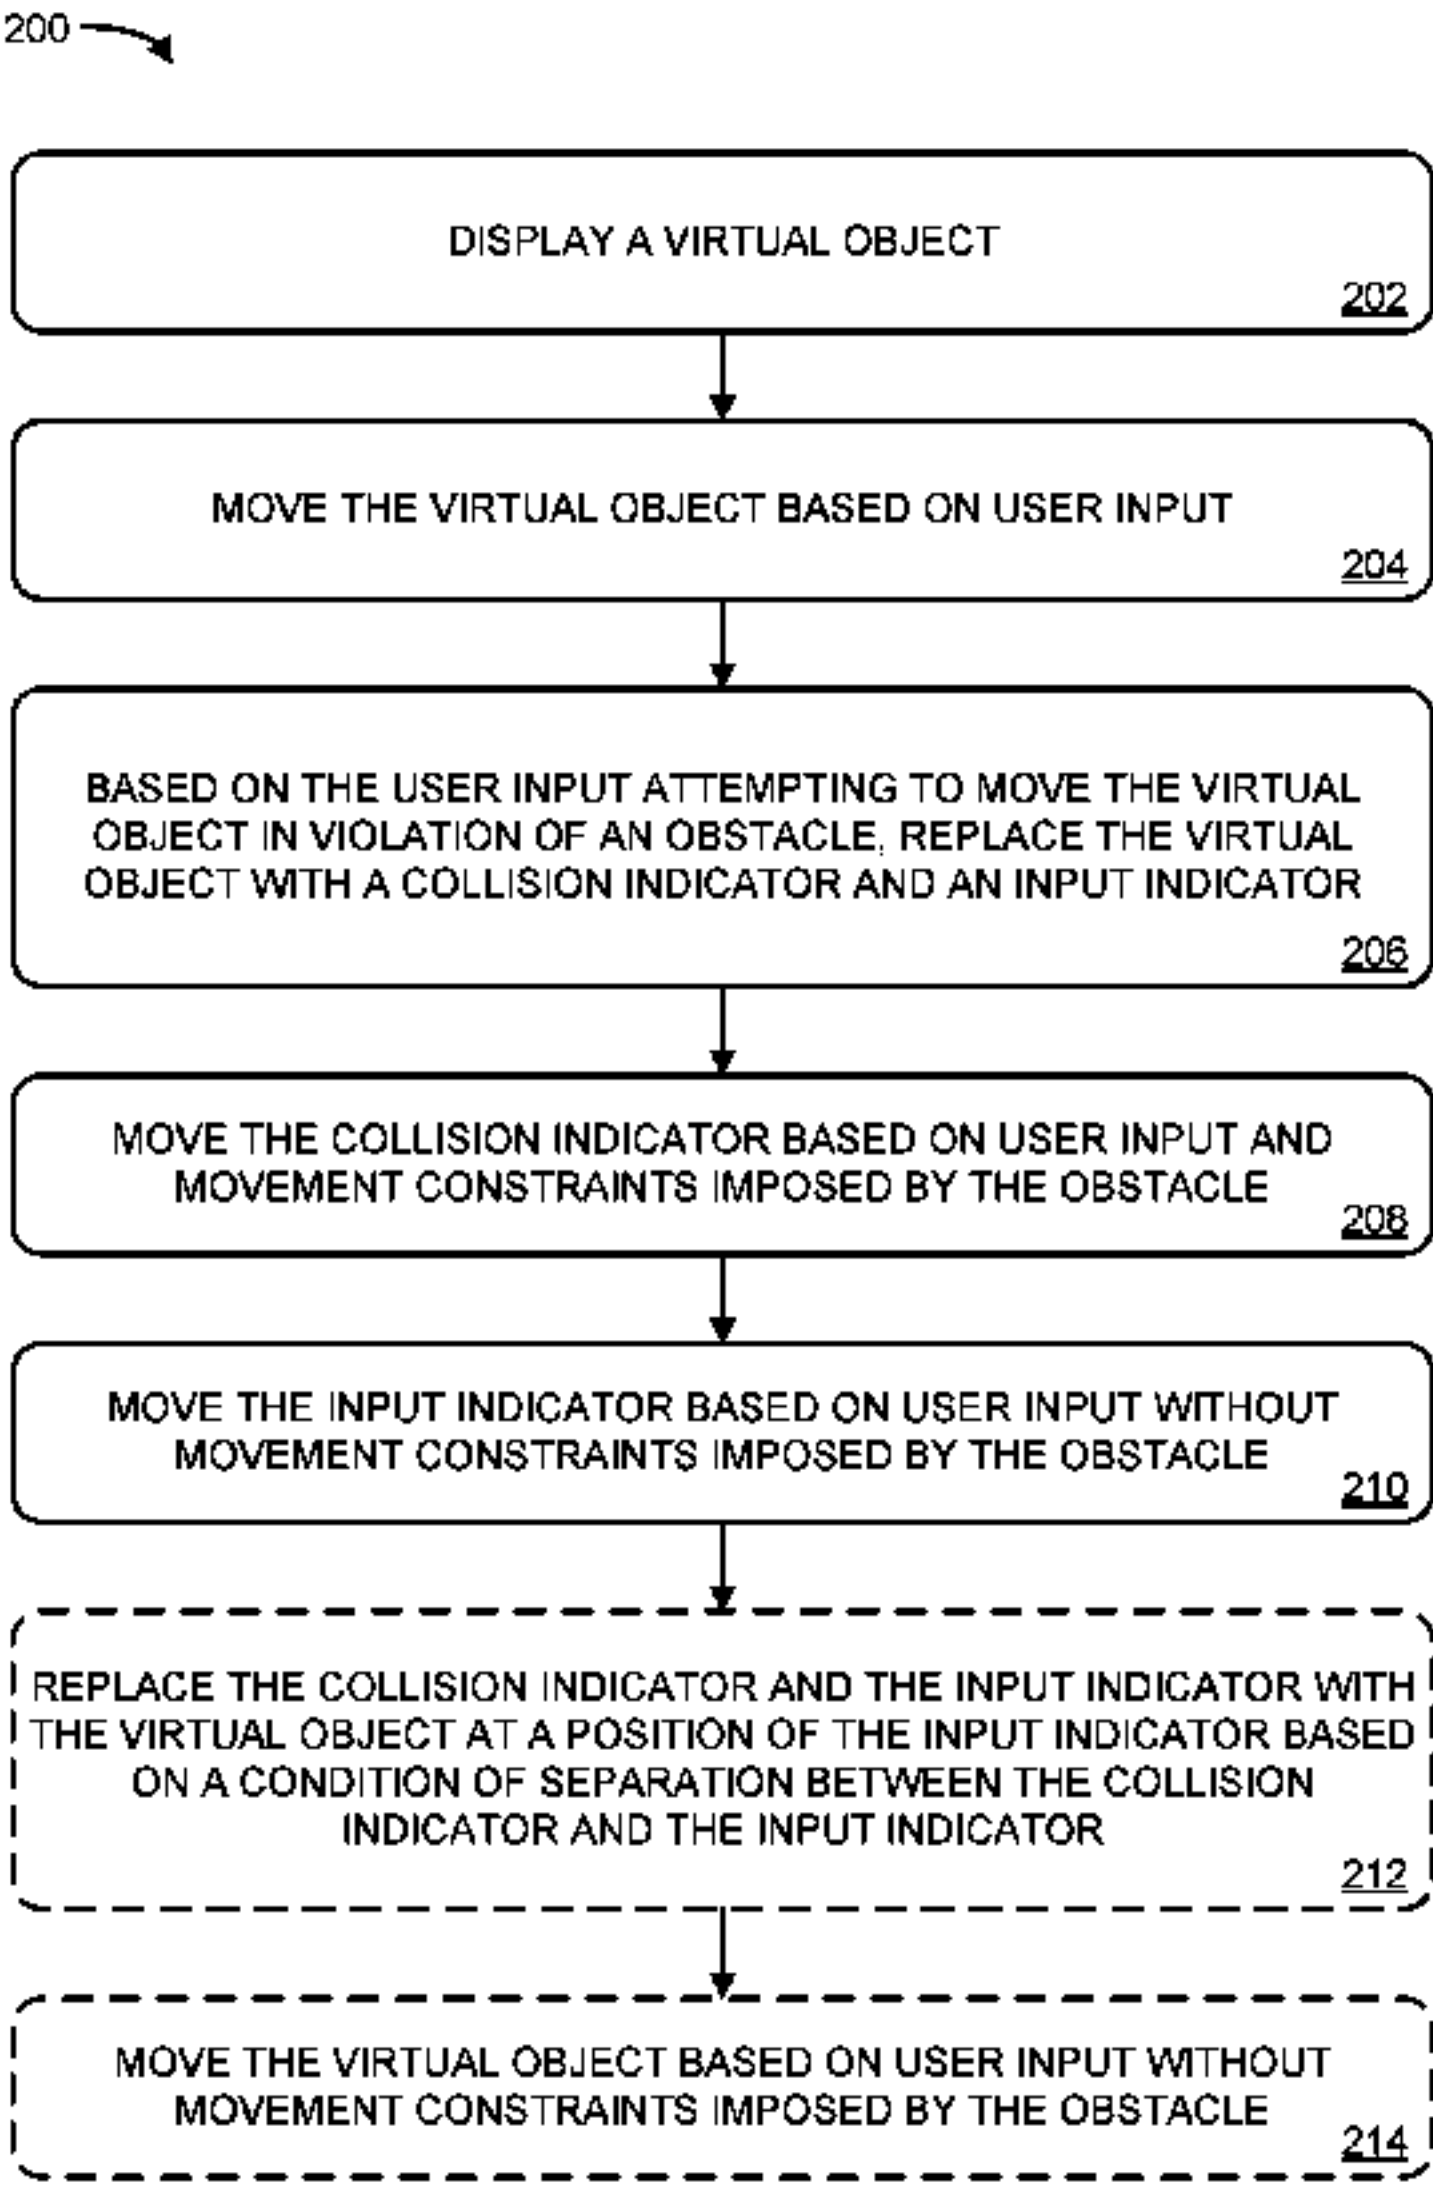 200
DISPLAY A VIRTUAL OBJECT
202
MOVE THE VIRTUAL OBJECT BASED ON USER INPUT
204
BASED ON THE USER INPUT ATTEMPTING TO MOVE THE VIRTUAL
OBJECT IN VIOLATION OF AN OBSTACLE, REPLACE THE VIRTUAL
OBJECT WITH A COLLISION INDICATOR AND AN INPUT INDICATOR
206
MOVE THE COLLISION INDICATOR BASED ON USER INPUT AND
MOVEMENT CONSTRAINTS IMPOSED BY THE OBSTACLE
208
MOVE THE INPUT INDICATOR BASED ON USER INPUT WITHOUT
MOVEMENT CONSTRAINTS IMPOSED BY THE OBSTACLE
210
REPLACE THE COLLISION INDICATOR AND THE INPUT INDICATOR WITH
THE VIRTUAL OBJECT AT A POSITION OF THE INPUT INDICATOR BASED
ON A CONDITION OF SEPARATION BETWEEN THE COLLISION
INDICATOR AND THE INPUT INDICATOR
212
MOVE THE VIRTUAL OBJECT BASED ON USER INPUT WITHOUT
MOVEMENT CONSTRAINTS IMPOSED BY THE OBSTACLE
214